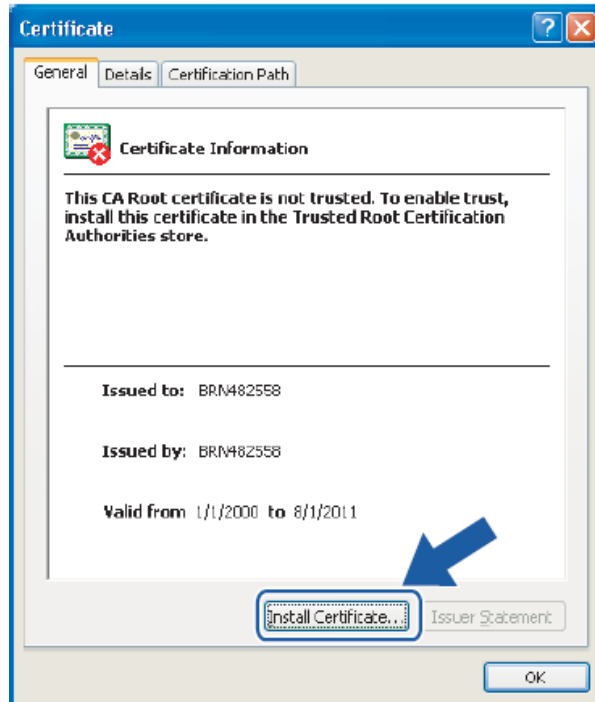 Certificate
General Details Certification Path
Certificate Information
This CA Root certificate is not trusted. To enable trust,
install this certificate in the Trusted Root Certification
Authorities store.
Issued to: BRN482558
Issued by: BRN482558
Valid from 1/1/2000 to 8/1/2011
Install Certificate... Issuer Statement
OK